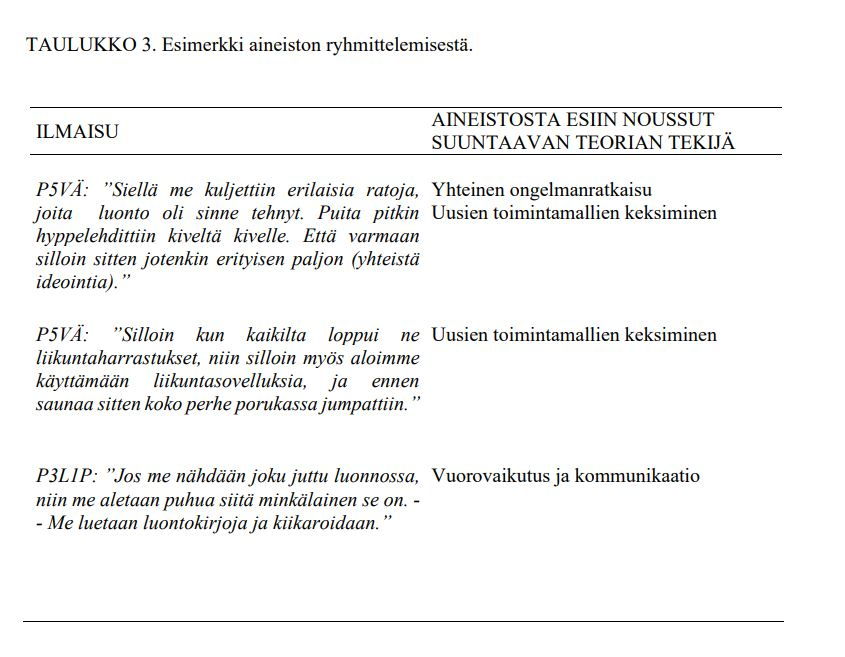 TAULUKKO 3. Esimerkki aineiston ryhmittelemisestä.
ILMAISU
AINEISTOSTA ESIIN NOUSSUT
SUUNTAAVAN TEORIAN TEKIJÄ
P5VÄ: ”Siellä me kuljettiin erilaisia ratoja,
joita luonto oli sinne tehnyt. Puita pitkin
hyppelehdittiin kiveltä kivelle. Että varmaan
silloin sitten jotenkin erityisen paljon (yhteistä
ideointia).”
Yhteinen ongelmanratkaisu
Uusien toimintamallien keksiminen
P5VÄ: ”Silloin kun kaikilta loppui ne
liikuntaharrastukset, niin silloin myös aloimme
käyttämään liikuntasovelluksia, ja ennen
saunaa sitten koko perhe porukassa jumpattiin.”
Uusien toimintamallien keksiminen
P3L1P: ”Jos me nähdään joku juttu luonnossa,
niin me aletaan puhua siitä minkälainen se on. -
- Me luetaan luontokirjoja ja kiikaroidaan.”
Vuorovaikutus ja kommunikaatio